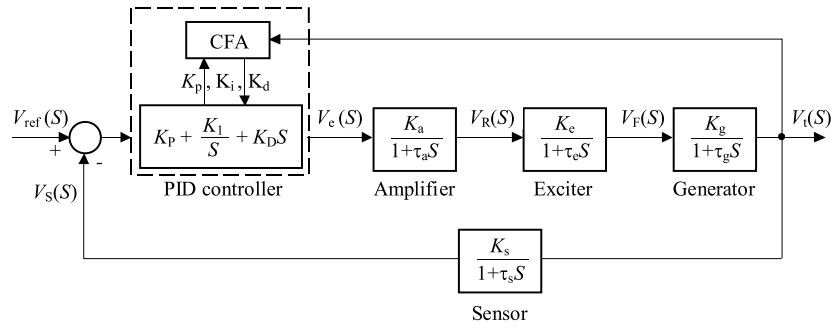 CFA
Kp, Ki, Kd
Vref(S)
+
-
KP + K1/S + KDS
Ve(S)
Ka/1+τaS
VR(S)
Ke/1+τeS
VF(S)
Kg/1+τgS
Vt(S)
PID controller
Amplifier
Exciter
Generator
VS(S)
Ks/1+τsS
Sensor